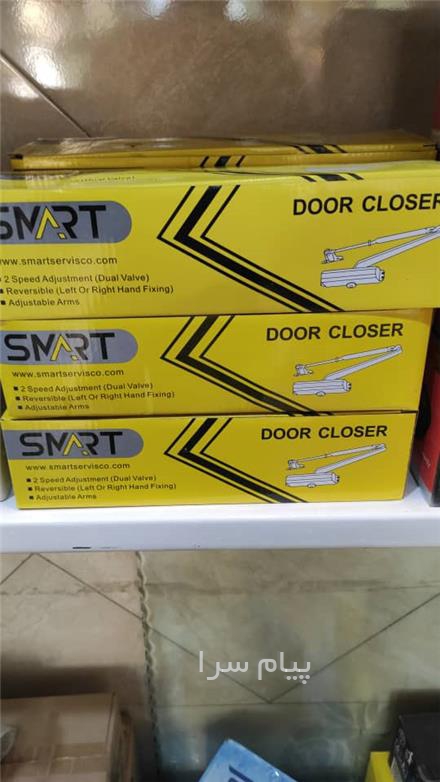 SMART
DOOR CLOSER
www.smartservisco.com
2 Speed Adjustment (Dual Valve)
Reversible (Left Or Right Hand Fixing)
Adjustable Arms
SMART
DOOR CLOSER
www.smartservisco.com
2 Speed Adjustment (Dual Valve)
Reversible (Left Or Right Hand Fixing)
Adjustable Arms
SMART
DOOR CLOSER
www.smartservisco.com
2 Speed Adjustment (Dual Valve)
Reversible (Left Or Right Hand Fixing)
Adjustable Arms
پیام سرا